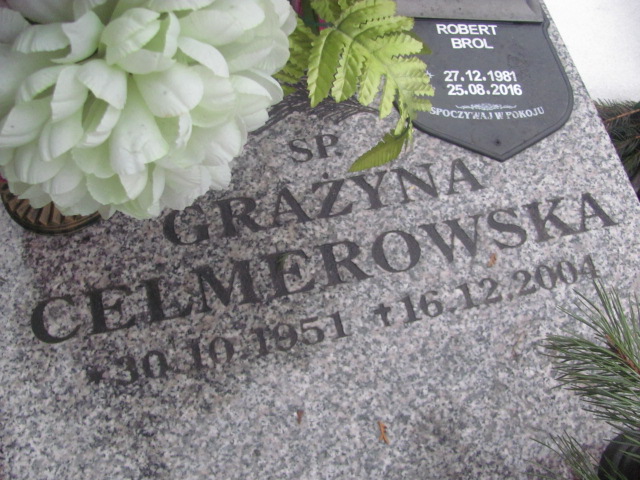 ROBERT
BROL
* 27.12.1981
25.08.2016
SPOCZYWAJ W POKOJU
SP.
GRAŻYNA
CELMEROWSKA
* 30.10.1951 †16.12.2004